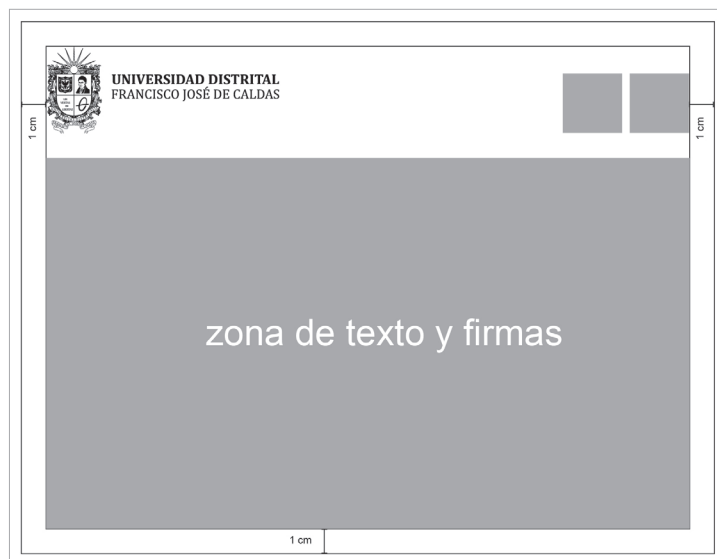 UNIVERSIDAD DISTRITAL
FRANCISCO JOSÉ DE CALDAS
1 cm
1 cm
zona de texto y firmas
1 cm